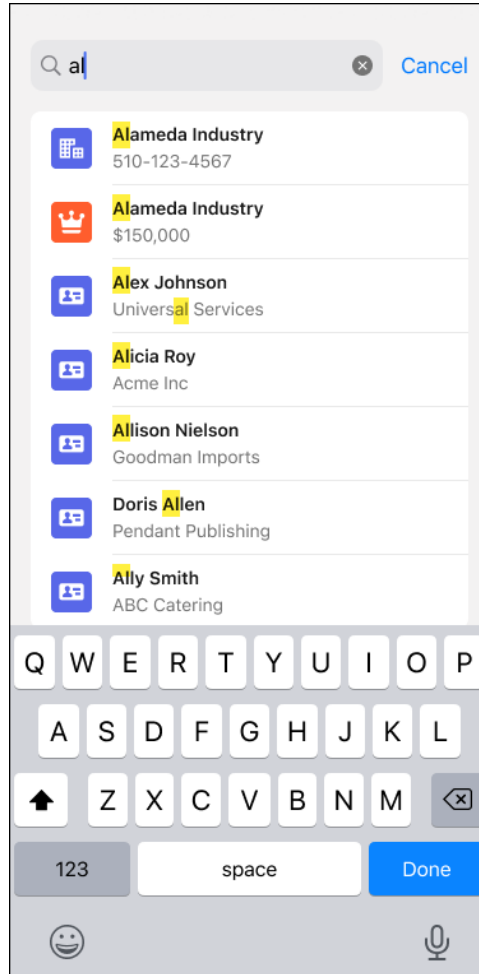 al
Cancel
Alameda Industry
510-123-4567
Alameda Industry
$150,000
Alex Johnson
Universal Services
Alicia Roy
Acme Inc
Allison Nielson
Goodman Imports
Doris Allen
Pendant Publishing
Ally Smith
ABC Catering
Q W E R T Y U I O P
A S D F G H J K L
Z X C V B N M
123 space Done